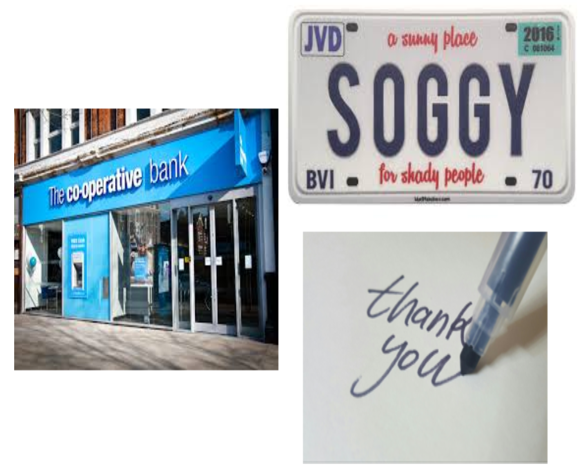 The co-operative bank
JVD
a sunny place
2016
SOGGY
BVI
for shady people
70
thank
you